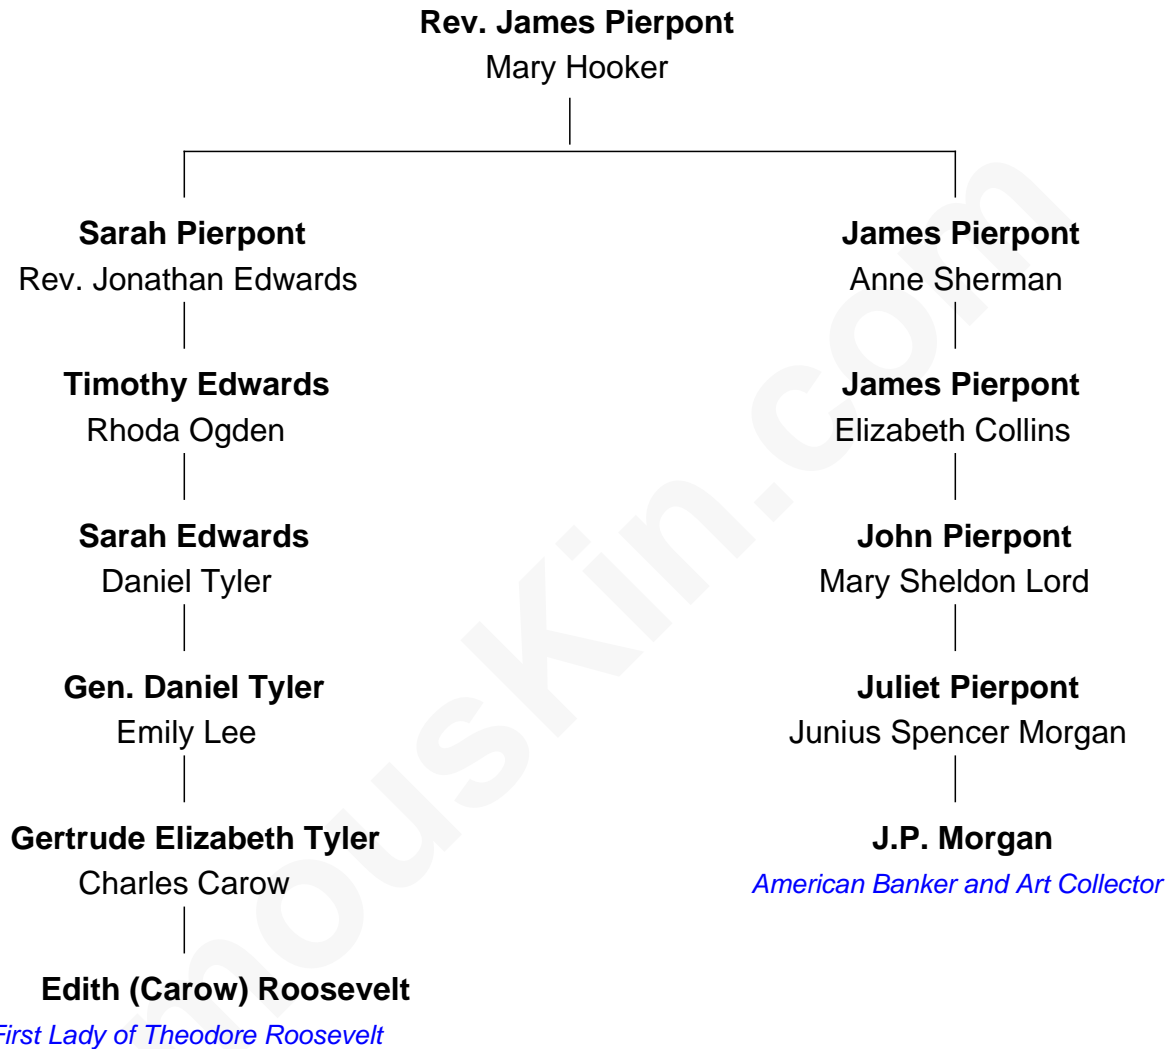 Rev. James Pierpont
Mary Hooker
Sarah Pierpont
Rev. Jonathan Edwards
James Pierpont
Anne Sherman
Timothy Edwards
Rhoda Ogden
James Pierpont
Elizabeth Collins
Sarah Edwards
Daniel Tyler
John Pierpont
Mary Sheldon Lord
Gen. Daniel Tyler
Emily Lee
Juliet Pierpont
Junius Spencer Morgan
Gertrude Elizabeth Tyler
Charles Carow
J.P. Morgan
American Banker and Art Collector
Edith (Carow) Roosevelt
First Lady of Theodore Roosevelt
mouskin.com